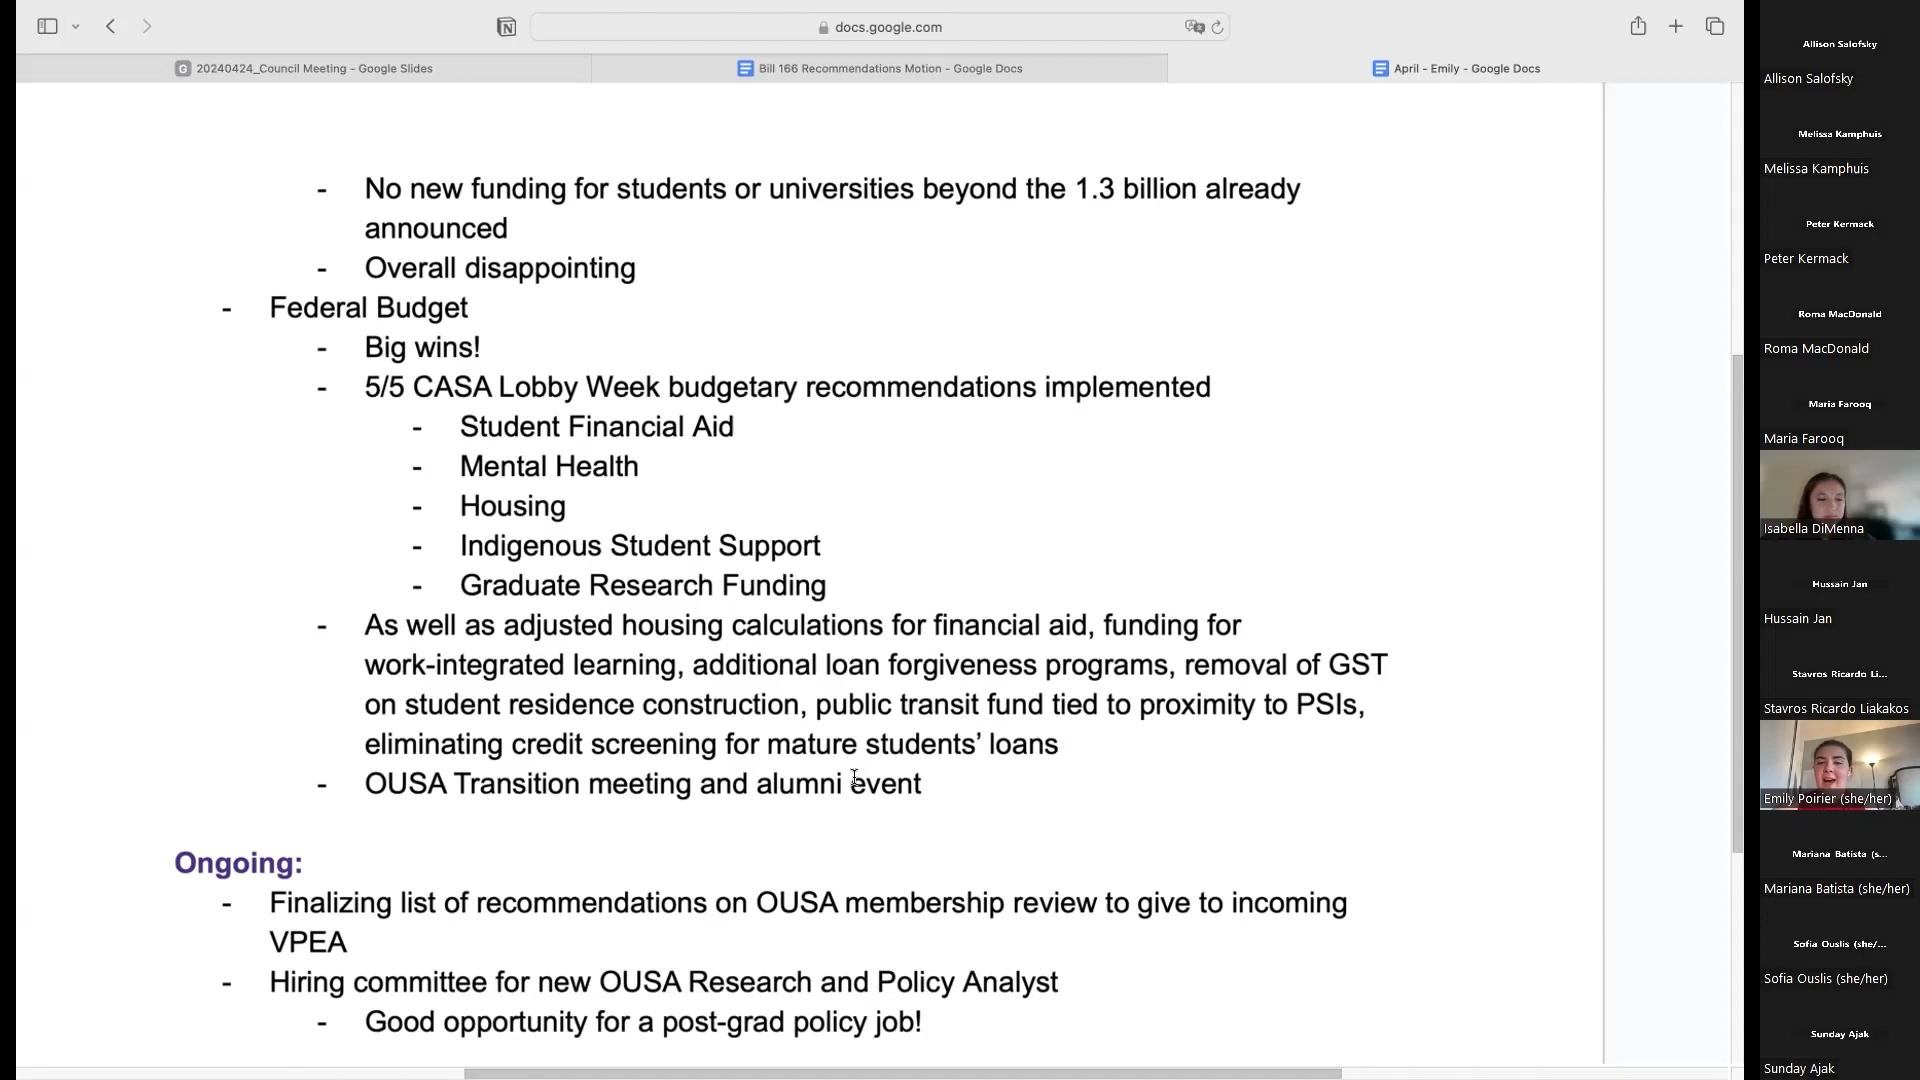 docs.google.com
20240424_Council Meeting - Google Slides
Bill 166 Recommendations Motion - Google Docs
April - Emily - Google Docs
- No new funding for students or universities beyond the 1.3 billion already
announced
- Overall disappointing
- Federal Budget
- Big wins!
- 5/5 CASA Lobby Week budgetary recommendations implemented
- Student Financial Aid
- Mental Health
- Housing
- Indigenous Student Support
- Graduate Research Funding
- As well as adjusted housing calculations for financial aid, funding for
work-integrated learning, additional loan forgiveness programs, removal of GST
on student residence construction, public transit fund tied to proximity to PSIs,
eliminating credit screening for mature students’ loans
- OUSA Transition meeting and alumni event
Ongoing:
- Finalizing list of recommendations on OUSA membership review to give to incoming
VPEA
- Hiring committee for new OUSA Research and Policy Analyst
- Good opportunity for a post-grad policy job!
Allison Salofsky
Allison Salofsky
Melissa Kamphuis
Melissa Kamphuis
Peter Kermack
Peter Kermack
Roma MacDonald
Roma MacDonald
Maria Farooq
Maria Farooq
Isabella DiMenna
Hussain Jan
Hussain Jan
Stavros Ricardo Li...
Stavros Ricardo Liakakos
Emily Poirier (she/her)
Mariana Batista (s...
Mariana Batista (she/her)
Sofia Ouslis (she/...
Sofia Ouslis (she/her)
Sunday Ajak
Sunday Ajak